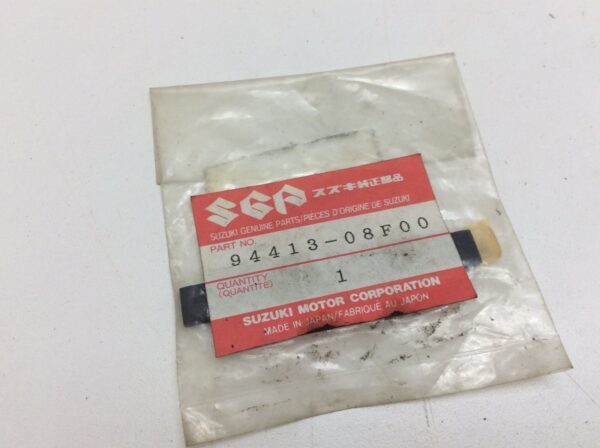 SGP スズキ純正部品
SUZUKI GENUINE PARTS/PIECES D'ORIGINE DE SUZUKI
PART NO.
94413-08F00
QUANTITY
(QUANTITE)
1
SUZUKI MOTOR CORPORATION
MADE IN JAPAN/FABRIQUÉ AU JAPON